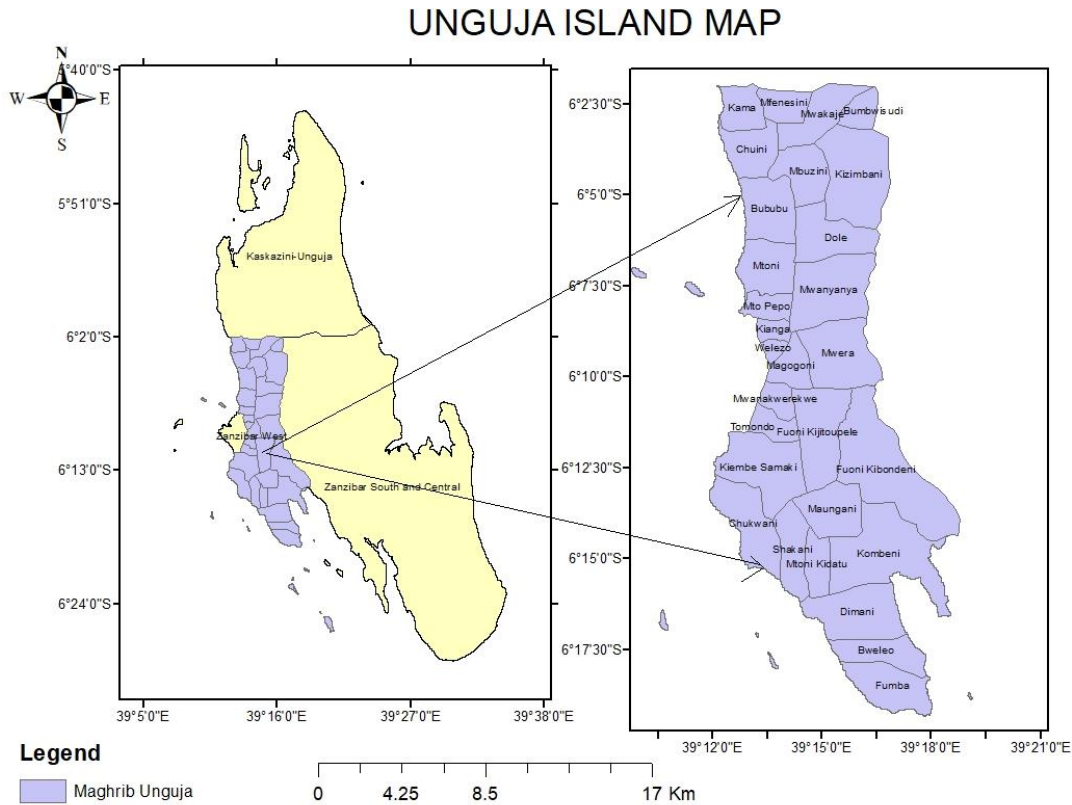 UNGUJA ISLAND MAP
N
W E
S
5°40'0"S
5°51'0"S
6°2'0"S
6°13'0"S
6°24'0"S
39°5'0"E 39°16'0"E 39°27'0"E 39°38'0"E
Kaskazini-Unguja
Zanzibar West
Zanzibar South and Central
6°2'30"S
6°5'0"S
6°7'30"S
6°10'0"S
6°12'30"S
6°15'0"S
6°17'30"S
39°12'0"E 39°15'0"E 39°18'0"E 39°21'0"E
Kama
Mfenesini
Mwakaje
Bumbwisudi
Chuini
Mbuzini
Kizimbani
Bububu
Dole
Mtoni
Mwanyanya
Mto Pepo
Kianga
Welezo
Mwera
Magogoni
Mwanakwerekwe
Tomondo
Fuoni Kijitoupele
Kiembe Samaki
Fuoni Kibondeni
Maungani
Chukwani
Shakani
Kombeni
Mtoni Kidatu
Dimani
Bweleo
Fumba
Legend
Maghrib Unguja
0 4.25 8.5 17 Km